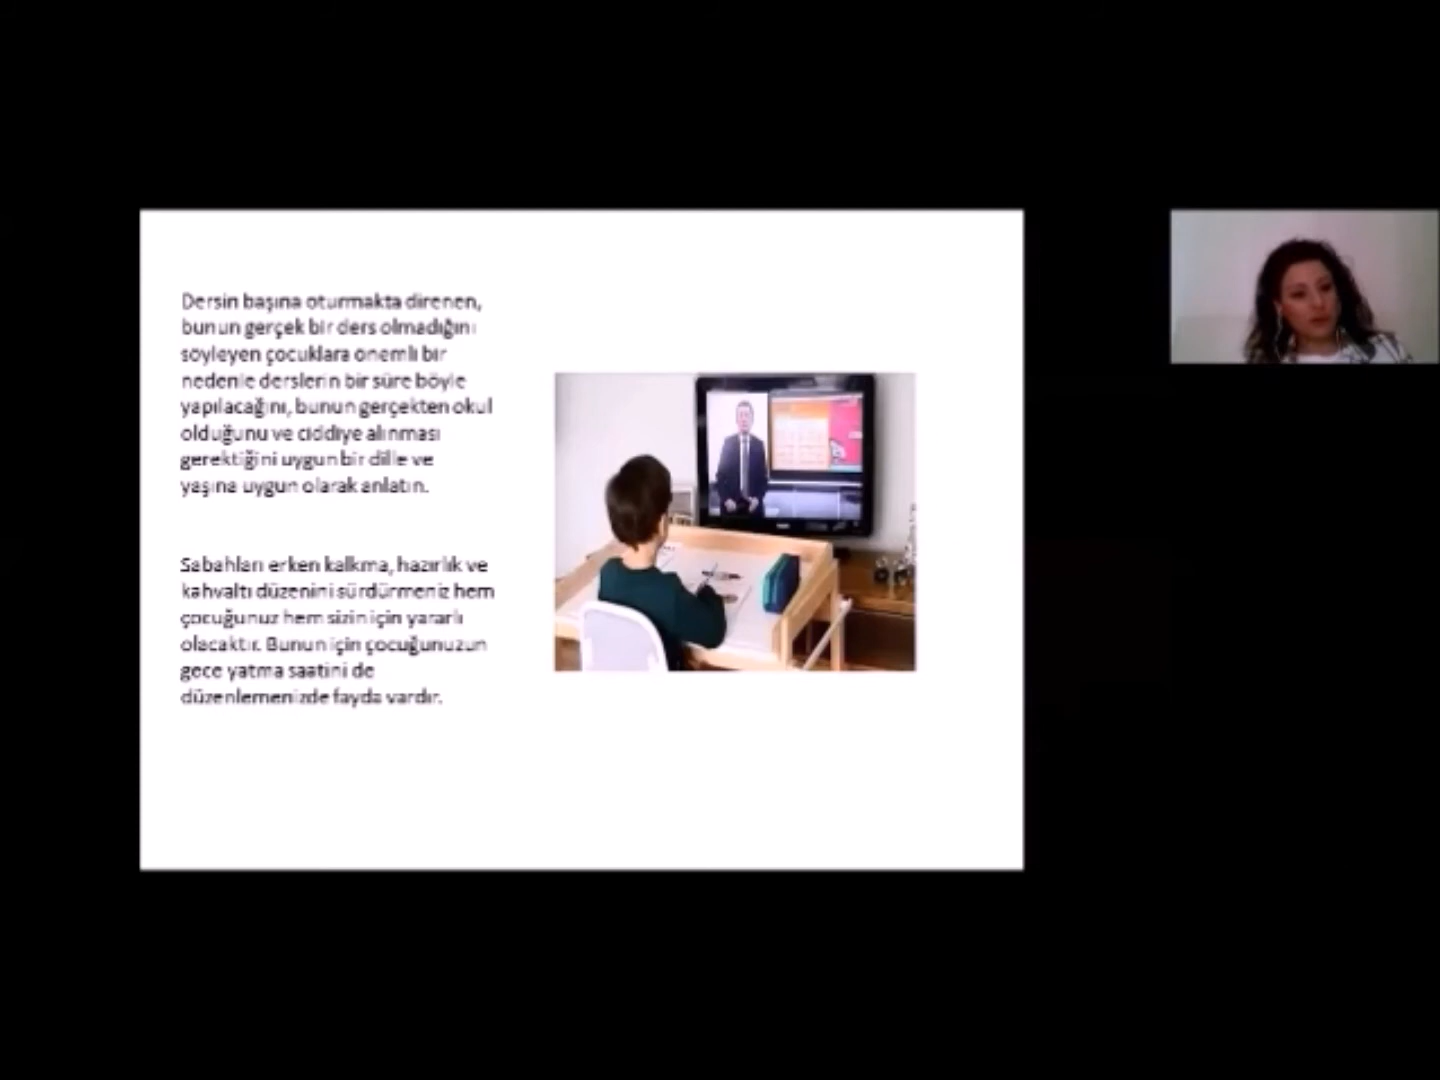 Dersin başına oturmakta direnen,
bunun gerçek bir ders olmadığını
söyleyen çocuklara önemli bir
nedenle derslerin bir süre böyle
yapılacağını, bunun gerçekten okul
olduğunu ve ciddiye alınması
gerektiğini uygun bir dille ve
yaşına uygun olarak anlatın.
Sabahları erken kalkma, hazırlık ve
kahvaltı düzenini sürdürmeniz hem
çocuğunuz hem sizin için yararlı
olacaktır. Bunun için çocuğunuzun
gece yatma saatini de
düzenlemenizde fayda vardır.